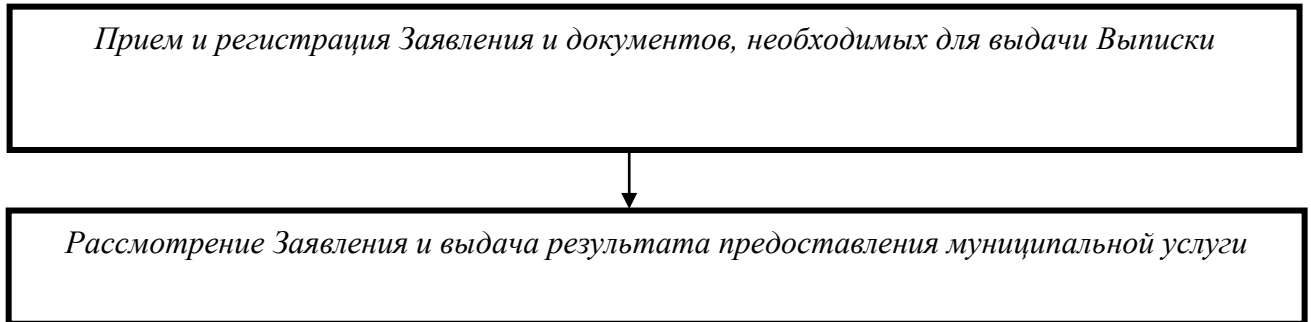 Прием и регистрация Заявления и документов, необходимых для выдачи Выписки
Рассмотрение Заявления и выдача результата предоставления муниципальной услуги